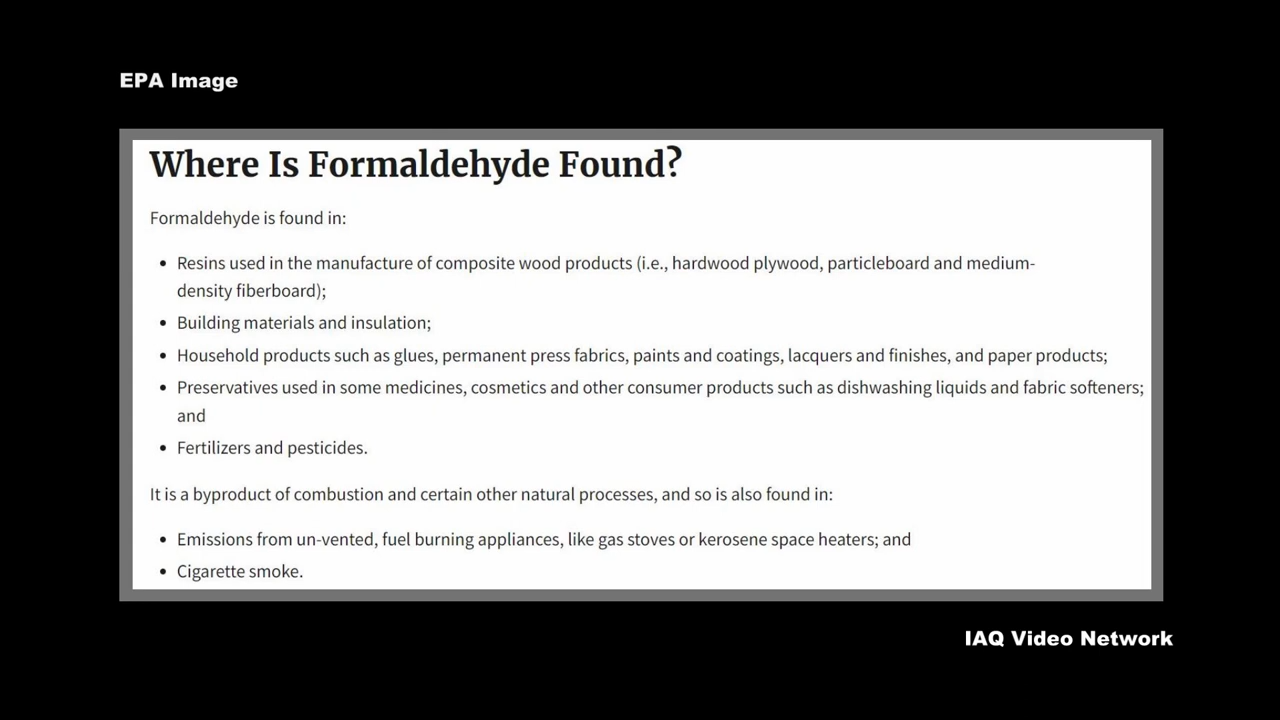 EPA Image
Where Is Formaldehyde Found?
Formaldehyde is found in:
• Resins used in the manufacture of composite wood products (i.e., hardwood plywood, particleboard and medium-
density fiberboard);
• Building materials and insulation;
• Household products such as glues, permanent press fabrics, paints and coatings, lacquers and finishes, and paper products;
• Preservatives used in some medicines, cosmetics and other consumer products such as dishwashing liquids and fabric softeners;
and
• Fertilizers and pesticides.
It is a byproduct of combustion and certain other natural processes, and so is also found in:
• Emissions from un-vented, fuel burning appliances, like gas stoves or kerosene space heaters; and
• Cigarette smoke.
IAQ Video Network